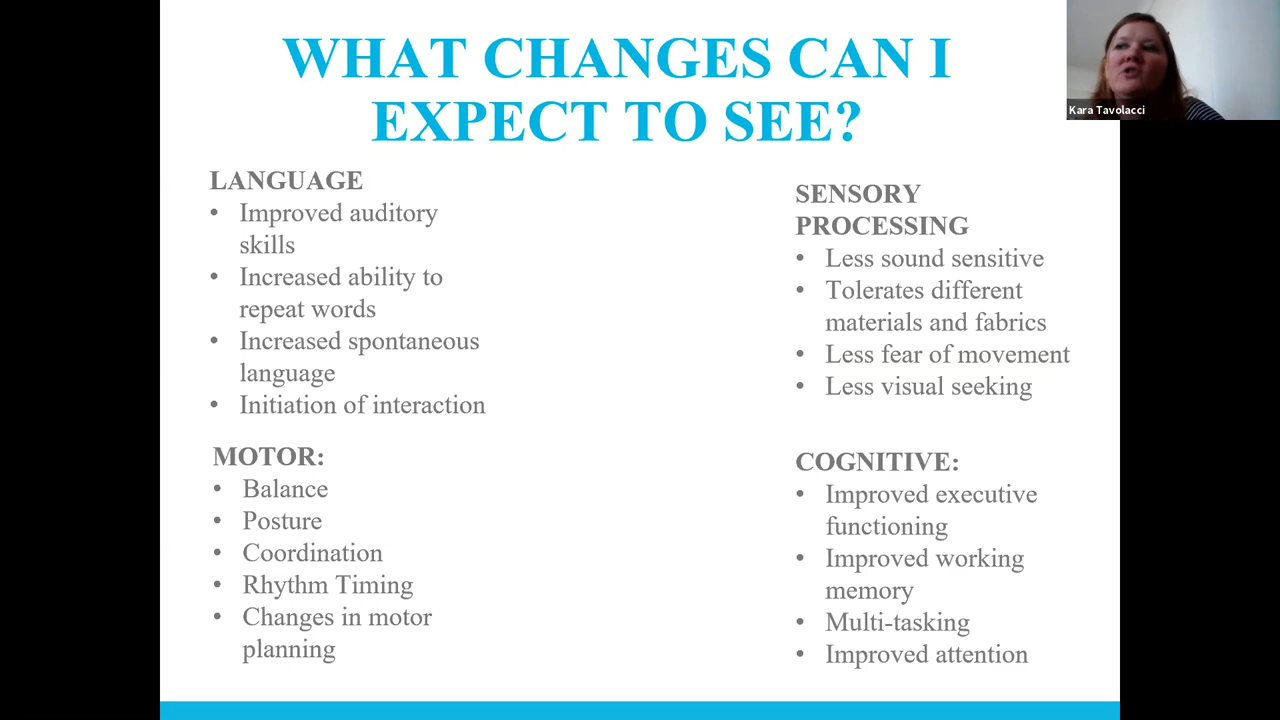 WHAT CHANGES CAN I
EXPECT TO SEE?
Kara Tavolacci
LANGUAGE
• Improved auditory
skills
• Increased ability to
repeat words
• Increased spontaneous
language
• Initiation of interaction
MOTOR:
• Balance
• Posture
• Coordination
• Rhythm Timing
• Changes in motor
planning
SENSORY
PROCESSING
• Less sound sensitive
• Tolerates different
materials and fabrics
• Less fear of movement
• Less visual seeking
COGNITIVE:
• Improved executive
functioning
• Improved working
memory
• Multi-tasking
• Improved attention